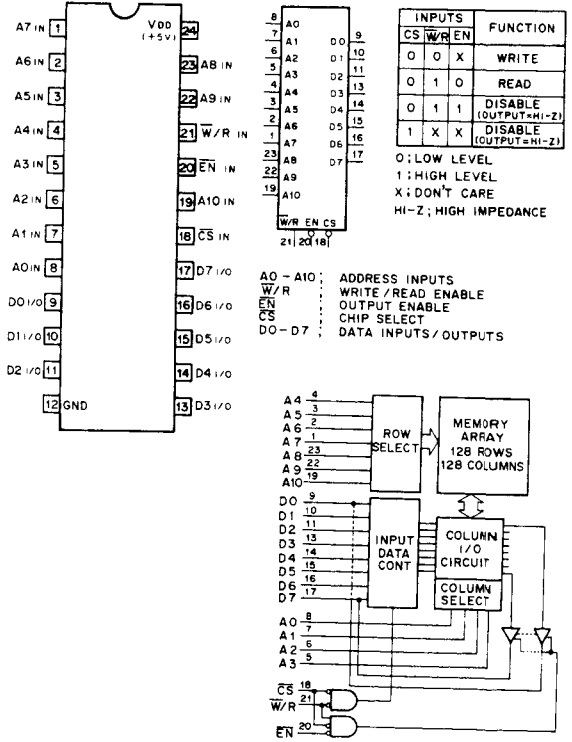 A7 IN 1
VDD
(+5V)
24
A6 IN 2
23 A8 IN
A5 IN 3
22 A9 IN
A4 IN 4
21 W/R IN
A3 IN 5
20 EN IN
A2 IN 6
19 A10 IN
A1 IN 7
18 CS IN
A0 IN 8
17 D7 I/O
D0 I/O 9
16 D6 I/O
D1 I/O 10
15 D5 I/O
D2 I/O 11
14 D4 I/O
12 GND
13 D3 I/O
8 A0
7 A1
6 A2
5 A3
4 A4
3 A5
2 A6
1 A7
23 A8
22 A9
19 A10
D0 9
D1 10
D2 11
D3 13
D4 14
D5 15
D6 16
D7 17
W/R EN CS
21 20 18
INPUTS FUNCTION
CS W/R EN
0 0 X WRITE
0 1 0 READ
0 1 1 DISABLE
(OUTPUT=HI-Z)
1 X X DISABLE
(OUTPUT=HI-Z)
0; LOW LEVEL
1; HIGH LEVEL
X; DON'T CARE
HI-Z; HIGH IMPEDANCE
A0 - A10 ; ADDRESS INPUTS
W/R ; WRITE/READ ENABLE
EN ; OUTPUT ENABLE
CS ; CHIP SELECT
D0-D7 ; DATA INPUTS/OUTPUTS
A4 4
A5 3
A6 2
A7 1
A8 23
A9 22
A10 19
ROW
SELECT
MEMORY
ARRAY
128 ROWS
128 COLUMNS
D0 9
D1 10
D2 11
D3 13
D4 14
D5 15
D6 16
D7 17
INPUT
DATA
CONT
COLUMN
I/O
CIRCUIT
COLUMN
SELECT
A0 8
A1 7
A2 6
A3 5
CS 18
W/R 21
EN 20